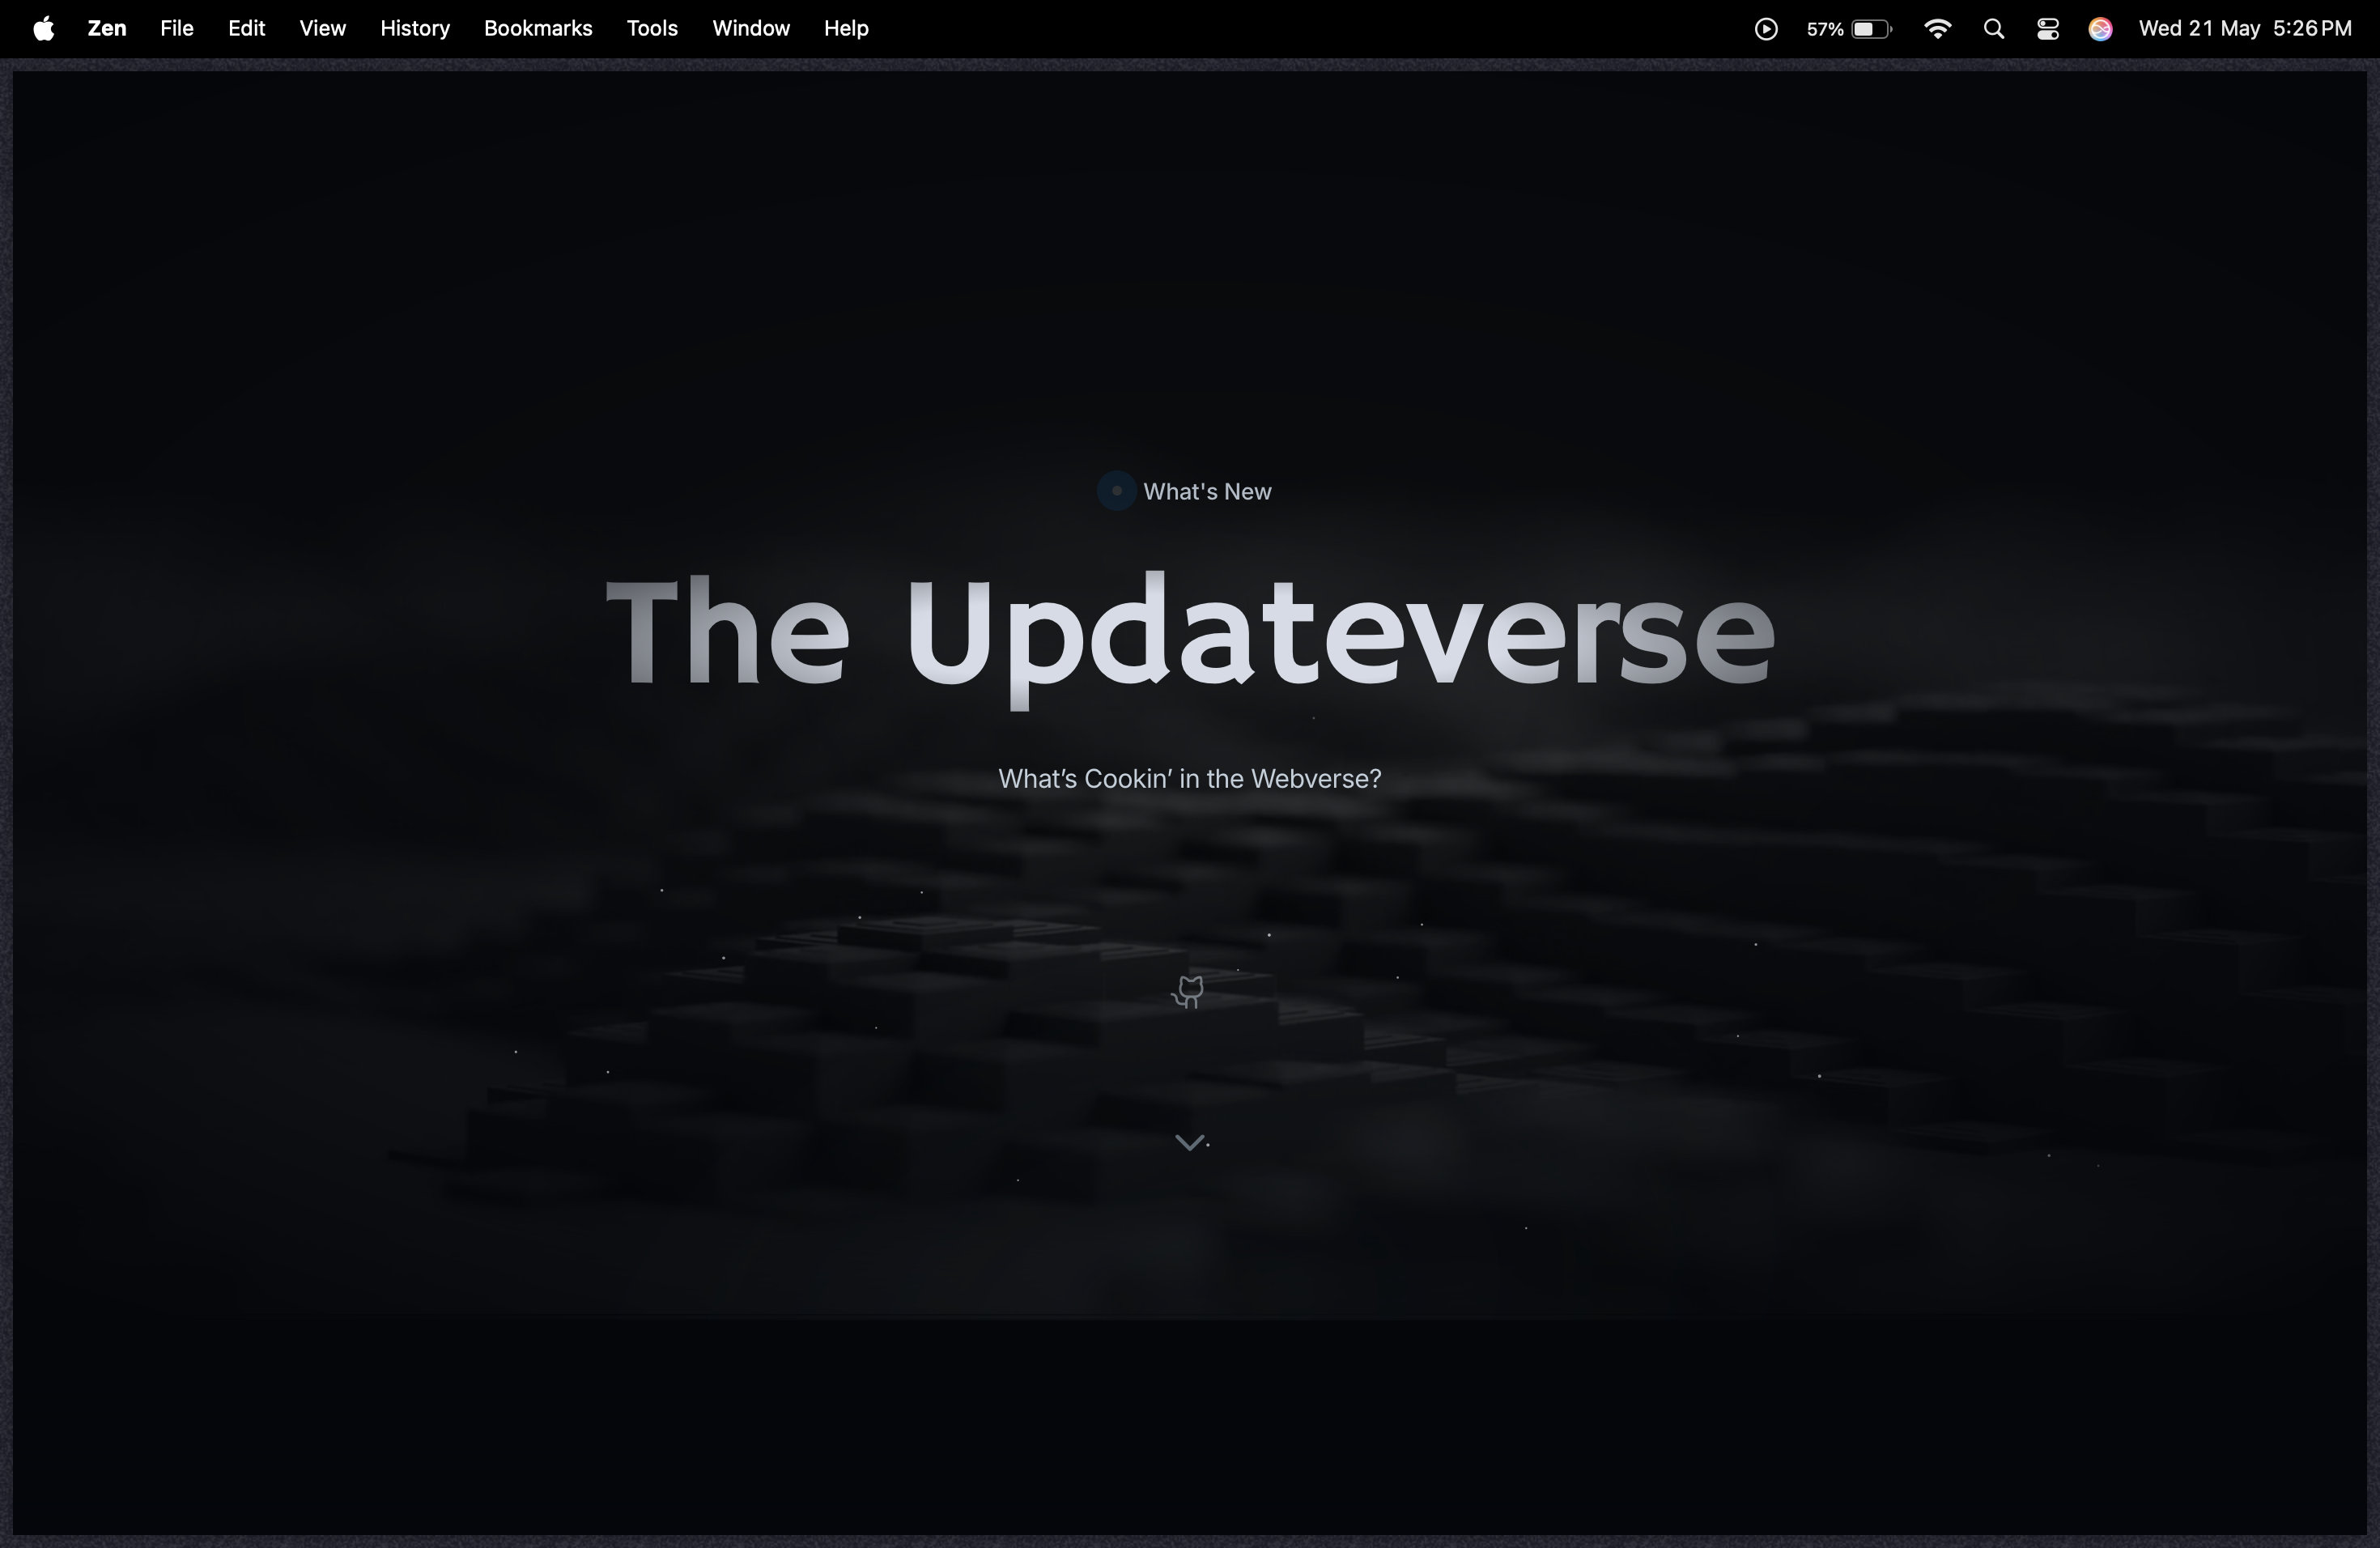 Zen File Edit View History Bookmarks Tools Window Help 57% Wed 21 May 5:26 PM
What's New
The Updateverse
What’s Cookin’ in the Webverse?